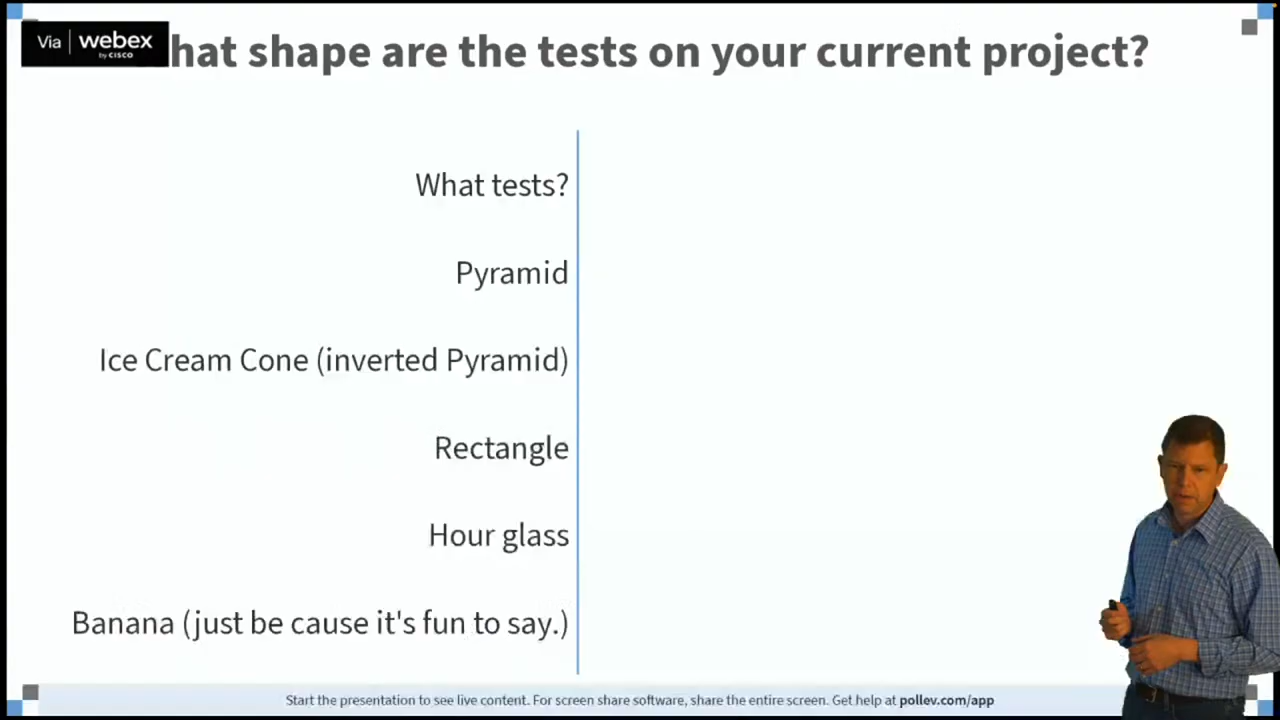 Via webex
by CISCO
hat shape are the tests on your current project?
What tests?
Pyramid
Ice Cream Cone (inverted Pyramid)
Rectangle
Hour glass
Banana (just be cause it's fun to say.)
Start the presentation to see live content. For screen share software, share the entire screen. Get help at pollev.com/app